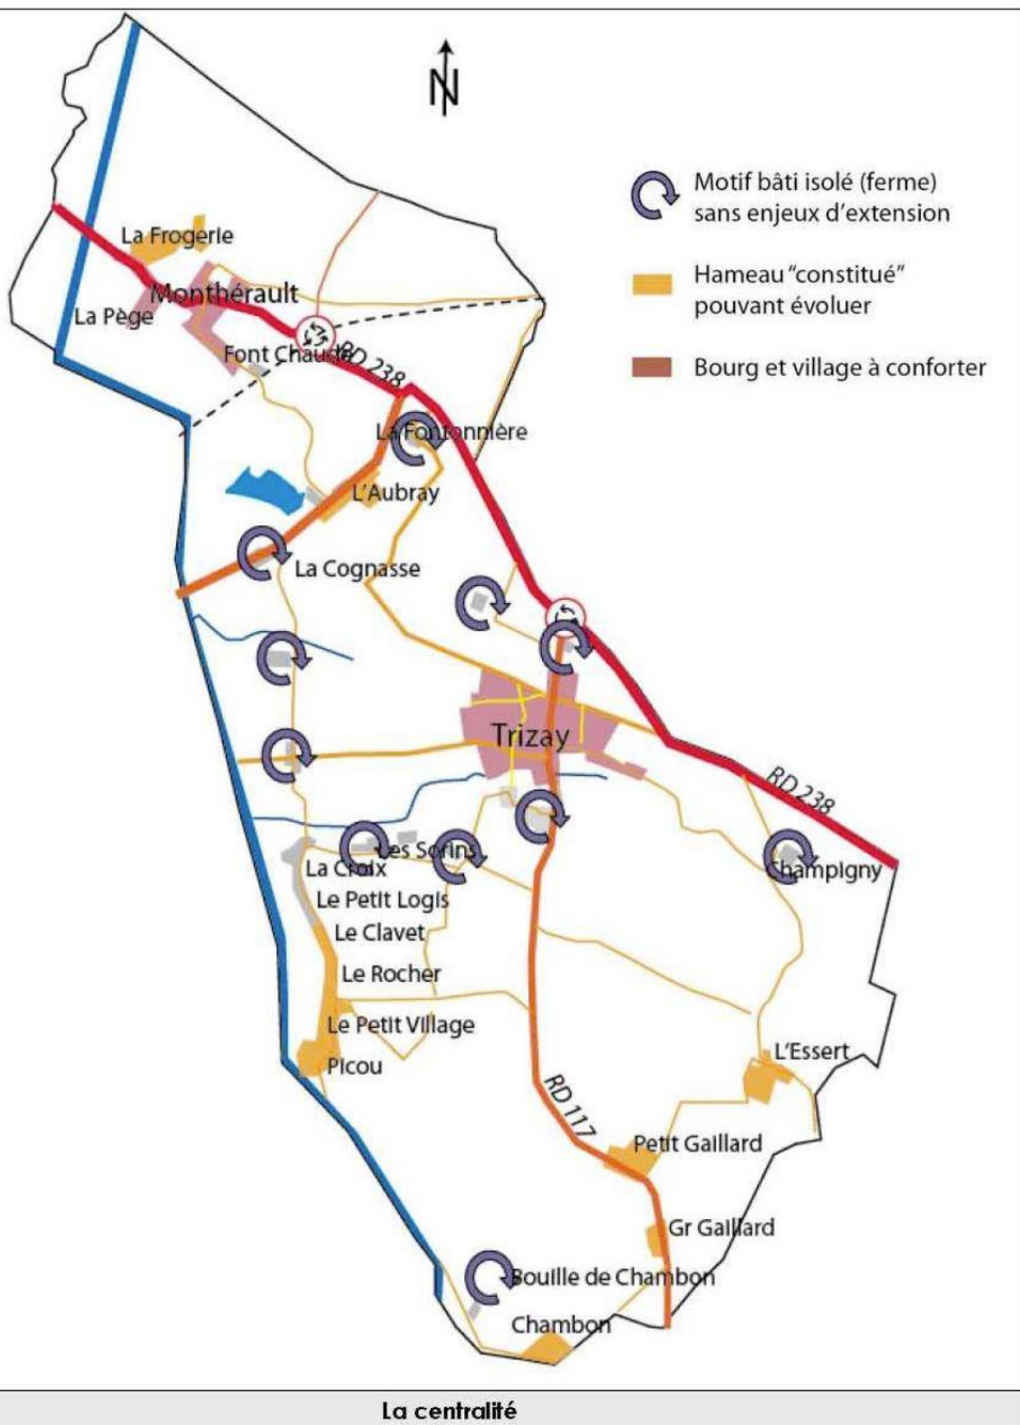 N
Motif bâti isolé (ferme)
sans enjeux d'extension
La Frogerie
Hameau "constitué"
pouvant évoluer
Monthérault
La Pège
Font Chaude
RD 238
Bourg et village à conforter
La Fontonnière
L'Aubray
La Cognasse
Trizay
RD 238
Les Sorins
La Croix
Champigny
Le Petit Logis
Le Clavet
Le Rocher
Le Petit Village
L'Essert
Picou
RD 117
Petit Gaillard
Gr Gaillard
Bouille de Chambon
Chambon
La centralité